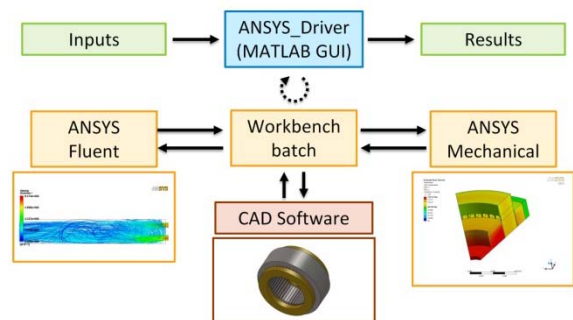 Inputs
ANSYS_Driver
(MATLAB GUI)
Results
ANSYS
Fluent
Workbench
batch
ANSYS
Mechanical
CAD Software